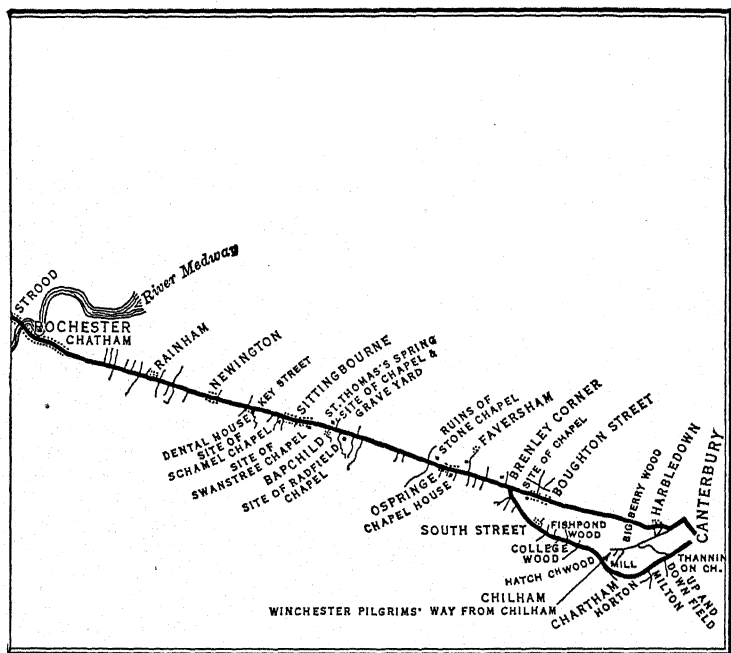 STROOD
River Medway
ROCHESTER
CHATHAM
RAINHAM
NEWINGTON
KEY STREET
DENTAL HOUSE
SITE OF
SCHAMEL CHAPEL
SITTINGBOURNE
SITE OF
SWANSTREE CHAPEL
ST. THOMAS'S SPRING
SITE OF CHAPEL &
GRAVE YARD
BAPCHILD
SITE OF RADFIELD
CHAPEL
RUINS OF
STONE CHAPEL
FAVERSHAM
OSPRINGE
CHAPEL HOUSE
BRENLEY CORNER
SITE OF CHAPEL
BOUGHTON STREET
SOUTH STREET
FISHPOND
WOOD
COLLEGE
WOOD
BIGBERRY WOOD
HARBLEDOWN
CANTERBURY
HATCH CH WOOD
MILL
THANNIN
ON CH.
CHILHAM
WINCHESTER PILGRIMS' WAY FROM CHILHAM
CHARTHAM
HORTON
MILTON
UP AND
DOWN FIELD